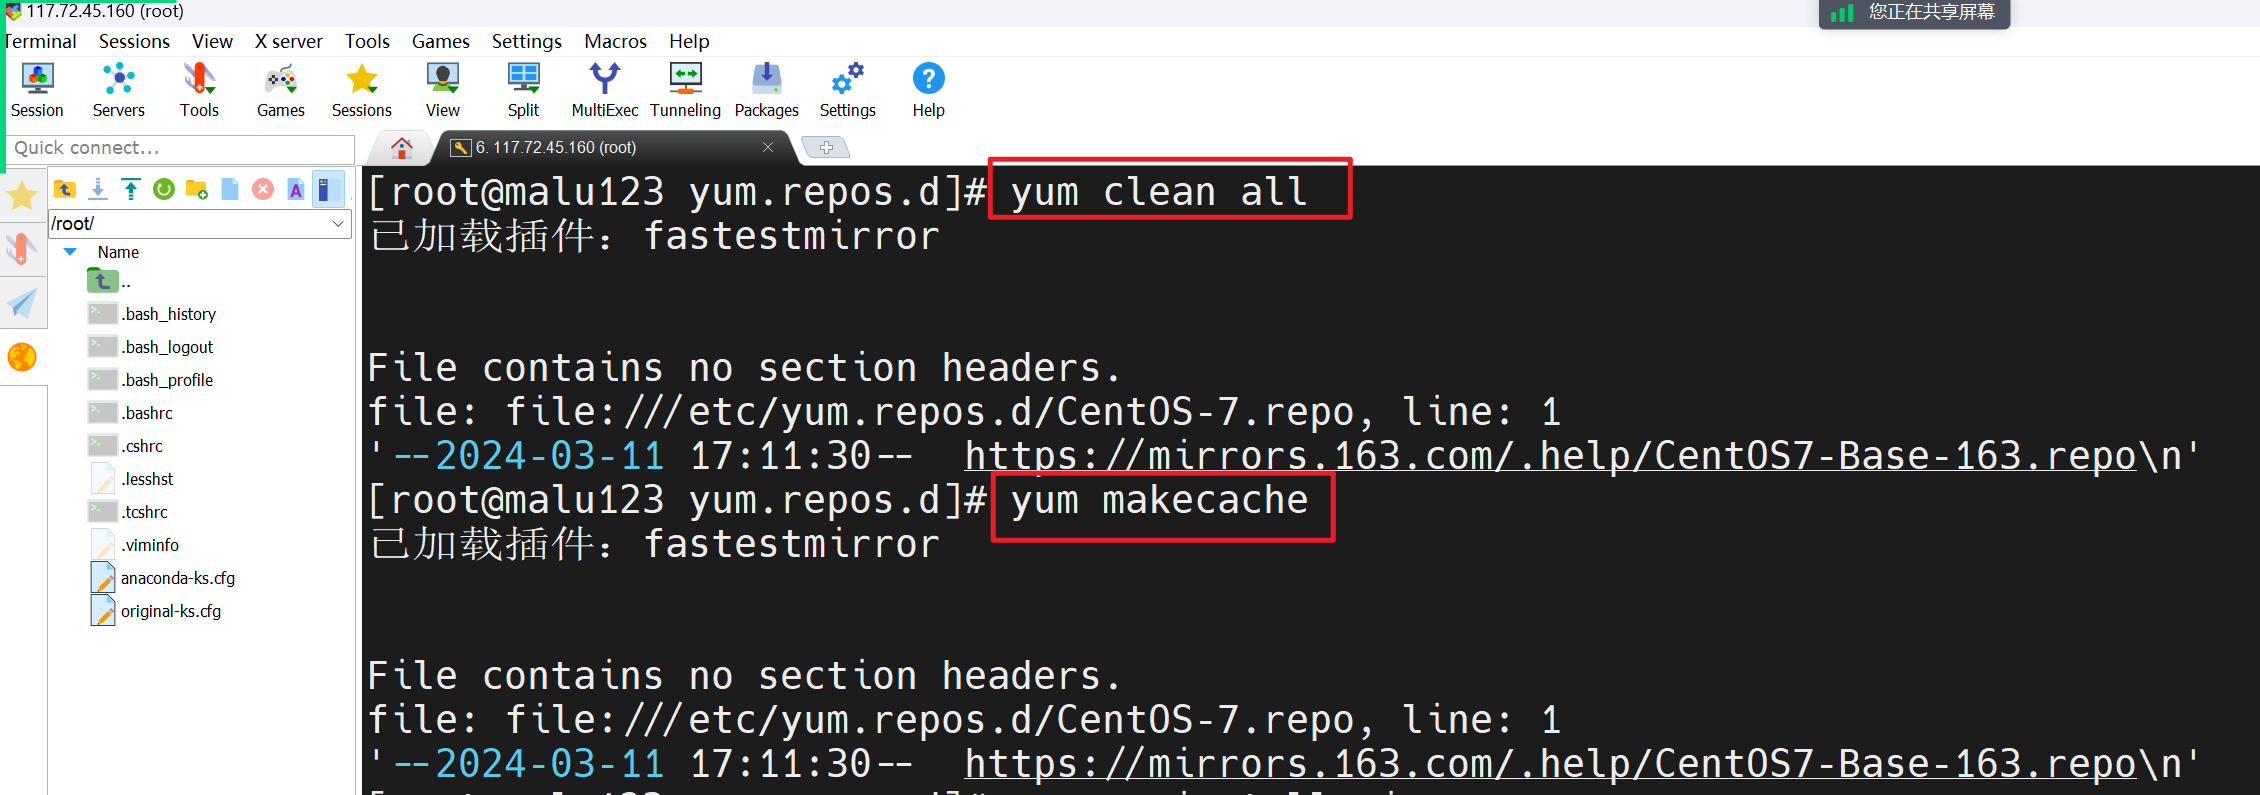 117.72.45.160 (root)
您正在共享屏幕
Terminal Sessions View X server Tools Games Settings Macros Help
Session Servers Tools Games Sessions View Split MultiExec Tunneling Packages Settings Help
Quick connect...
6. 117.72.45.160 (root)
/root/
Name
..
.bash_history
.bash_logout
.bash_profile
.bashrc
.cshrc
.lesshst
.tcshrc
.viminfo
anaconda-ks.cfg
original-ks.cfg
[root@malu123 yum.repos.d]# yum clean all
已加载插件：fastestmirror
File contains no section headers.
file: file:///etc/yum.repos.d/CentOS-7.repo, line: 1
'--2024-03-11 17:11:30--  https://mirrors.163.com/.help/CentOS7-Base-163.repo\n'
[root@malu123 yum.repos.d]# yum makecache
已加载插件：fastestmirror
File contains no section headers.
file: file:///etc/yum.repos.d/CentOS-7.repo, line: 1
'--2024-03-11 17:11:30--  https://mirrors.163.com/.help/CentOS7-Base-163.repo\n'